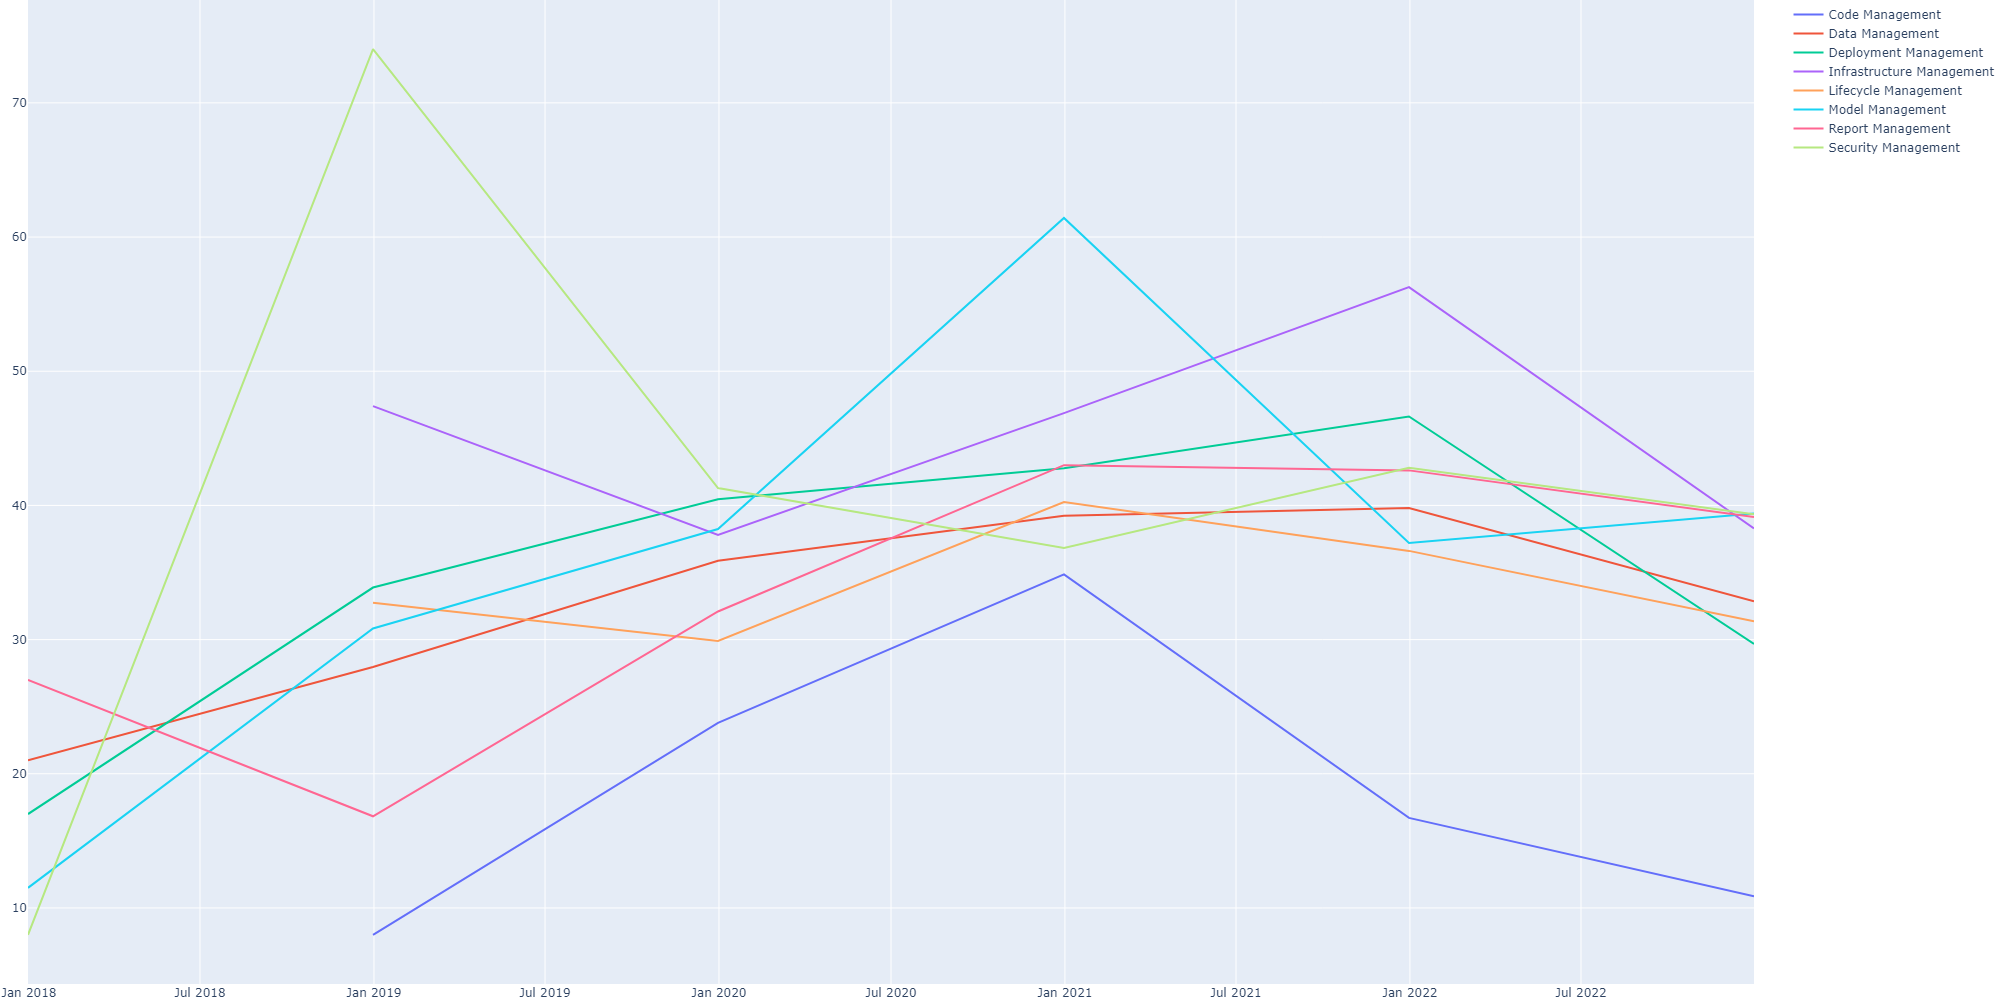 Code Management
Data Management
Deployment Management
Infrastructure Management
Lifecycle Management
Model Management
Report Management
Security Management
70
60
50
40
30
20
10
Jan 2018 Jul 2018 Jan 2019 Jul 2019 Jan 2020 Jul 2020 Jan 2021 Jul 2021 Jan 2022 Jul 2022